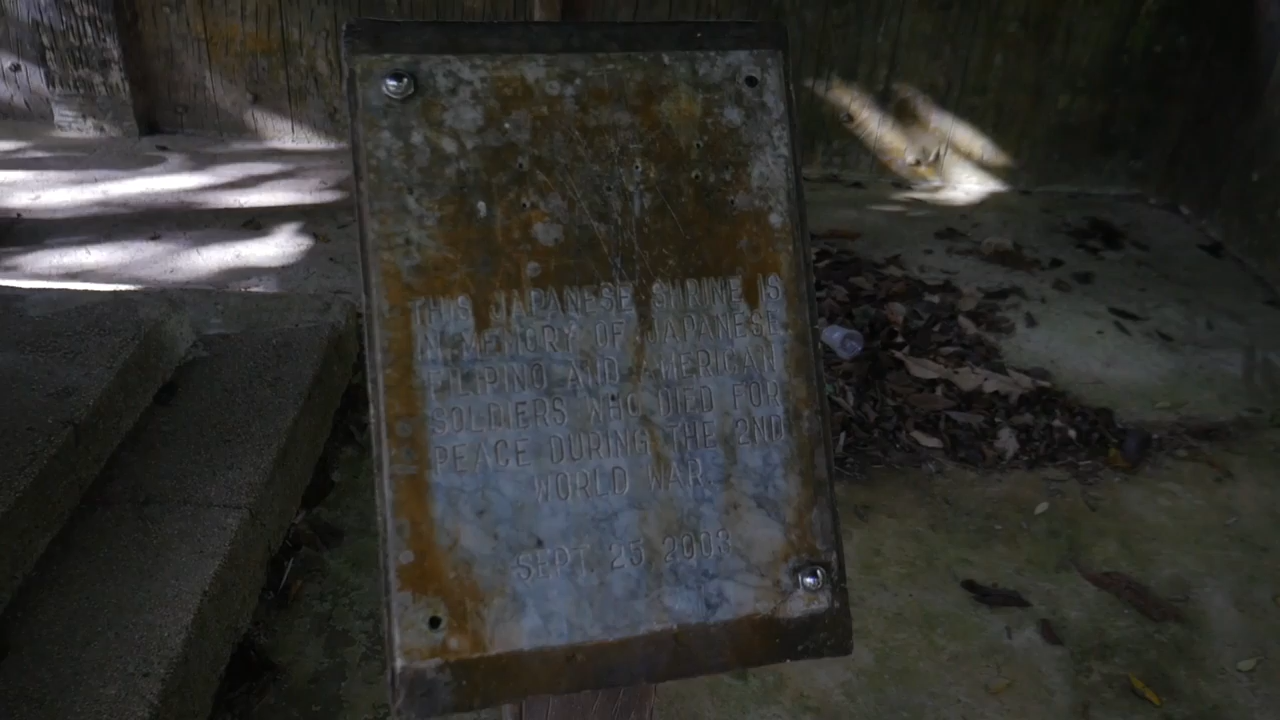 THIS JAPANESE SHRINE IS
IN MEMORY OF JAPANESE
FILIPINO AND AMERICAN
SOLDIERS WHO DIED FOR
PEACE DURING THE 2ND
WORLD WAR.
SEPT. 25, 2003